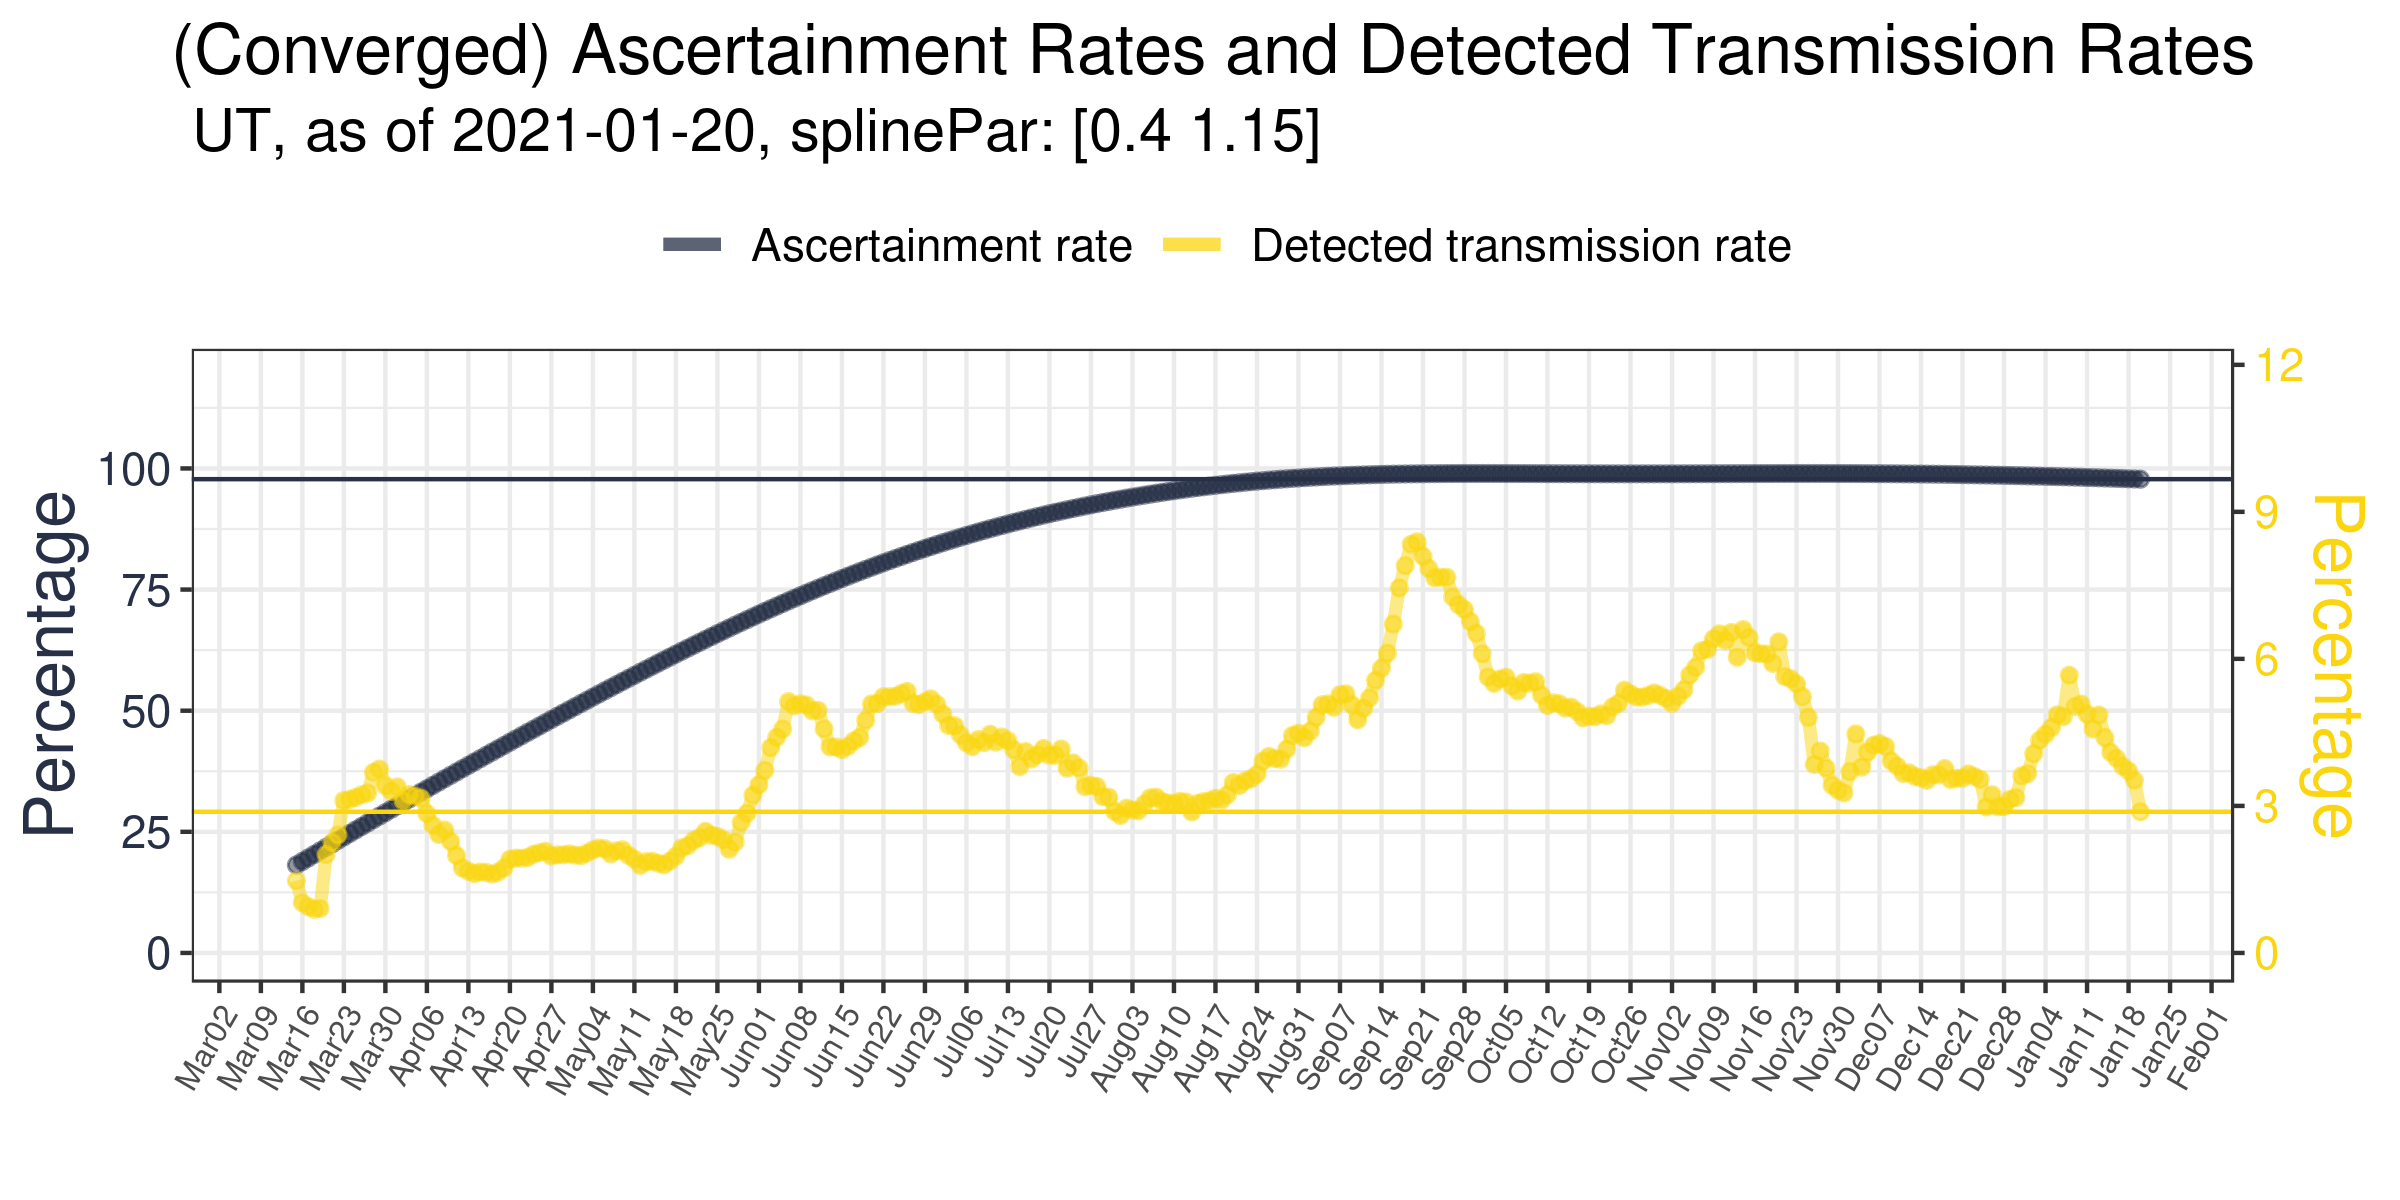 (Converged) Ascertainment Rates and Detected Transmission Rates
UT, as of 2021-01-20, splinePar: [0.4 1.15]
Ascertainment rate
Detected transmission rate
Percentage
100
75
50
25
0
12
9
6
3
0
Percentage
Mar02
Mar09
Mar16
Mar23
Mar30
Apr06
Apr13
Apr20
Apr27
May04
May11
May18
May25
Jun01
Jun08
Jun15
Jun22
Jun29
Jul06
Jul13
Jul20
Jul27
Aug03
Aug10
Aug17
Aug24
Aug31
Sep07
Sep14
Sep21
Sep28
Oct05
Oct12
Oct19
Oct26
Nov02
Nov09
Nov16
Nov23
Nov30
Dec07
Dec14
Dec21
Dec28
Jan04
Jan11
Jan18
Jan25
Feb01